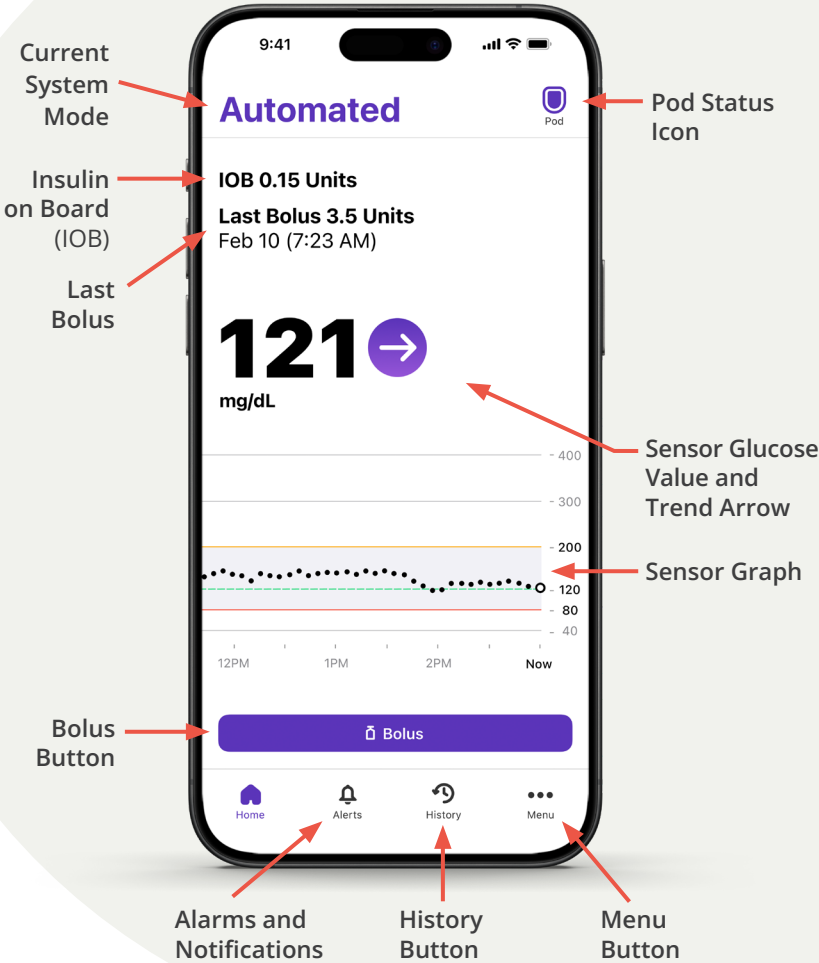 Current
System
Mode
Insulin
on Board
(IOB)
Last
Bolus
9:41
Automated
Pod
Pod Status
Icon
IOB 0.15 Units
Last Bolus 3.5 Units
Feb 10 (7:23 AM)
121
mg/dL
Sensor Glucose
Value and
Trend Arrow
- 400
- 300
- 200
- 120
- 80
- 40
Sensor Graph
12PM
1PM
2PM
Now
Bolus
Button
Bolus
Home
Alerts
History
Menu
Alarms and
Notifications
History
Button
Menu
Button